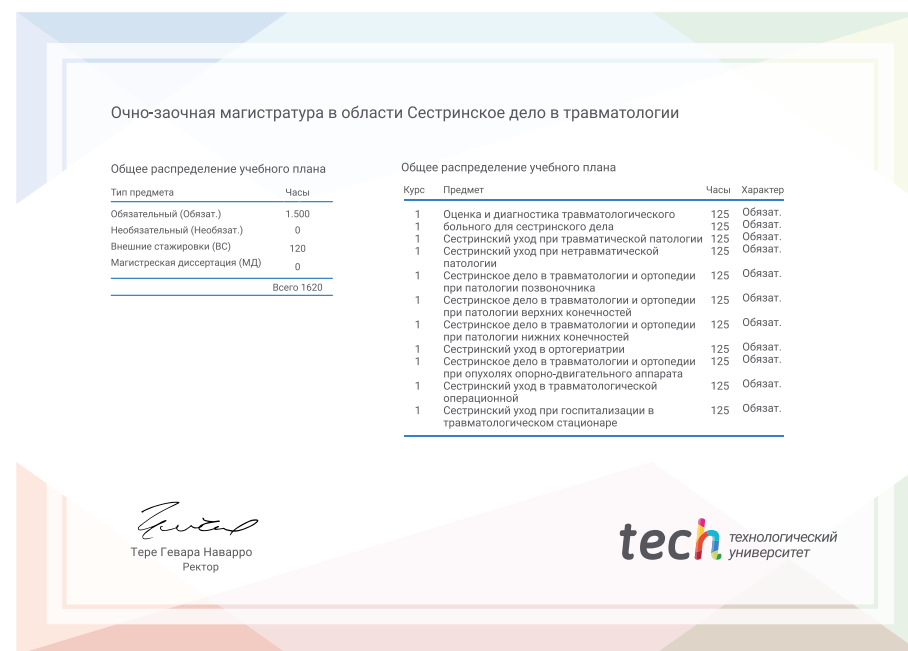 Очно-заочная магистратура в области Сестринское дело в травматологии
Общее распределение учебного плана
Тип предмета Часы
Обязательный (Обязат.) 1.500
Необязательный (Необязат.) 0
Внешние стажировки (ВС) 120
Магистреская диссертация (МД) 0
Всего 1620
Общее распределение учебного плана
Курс Предмет Часы Характер
1 Оценка и диагностика травматологического 125 Обязат.
1 больного для сестринского дела 125 Обязат.
1 Сестринский уход при травматической патологии 125 Обязат.
1 Сестринский уход при нетравматической 125 Обязат.
патологии
1 Сестринское дело в травматологии и ортопедии 125 Обязат.
при патологии позвоночника
1 Сестринское дело в травматологии и ортопедии 125 Обязат.
при патологии верхних конечностей
1 Сестринское дело в травматологии и ортопедии 125 Обязат.
при патологии нижних конечностей
1 Сестринский уход в ортогериатрии 125 Обязат.
1 Сестринское дело в травматологии и ортопедии 125 Обязат.
при опухолях опорно-двигательного аппарата
1 Сестринский уход в травматологической 125 Обязат.
операционной
1 Сестринский уход при госпитализации в 125 Обязат.
травматологическом стационаре
Тере Гевара Наварро
Ректор
tech технологический
университет